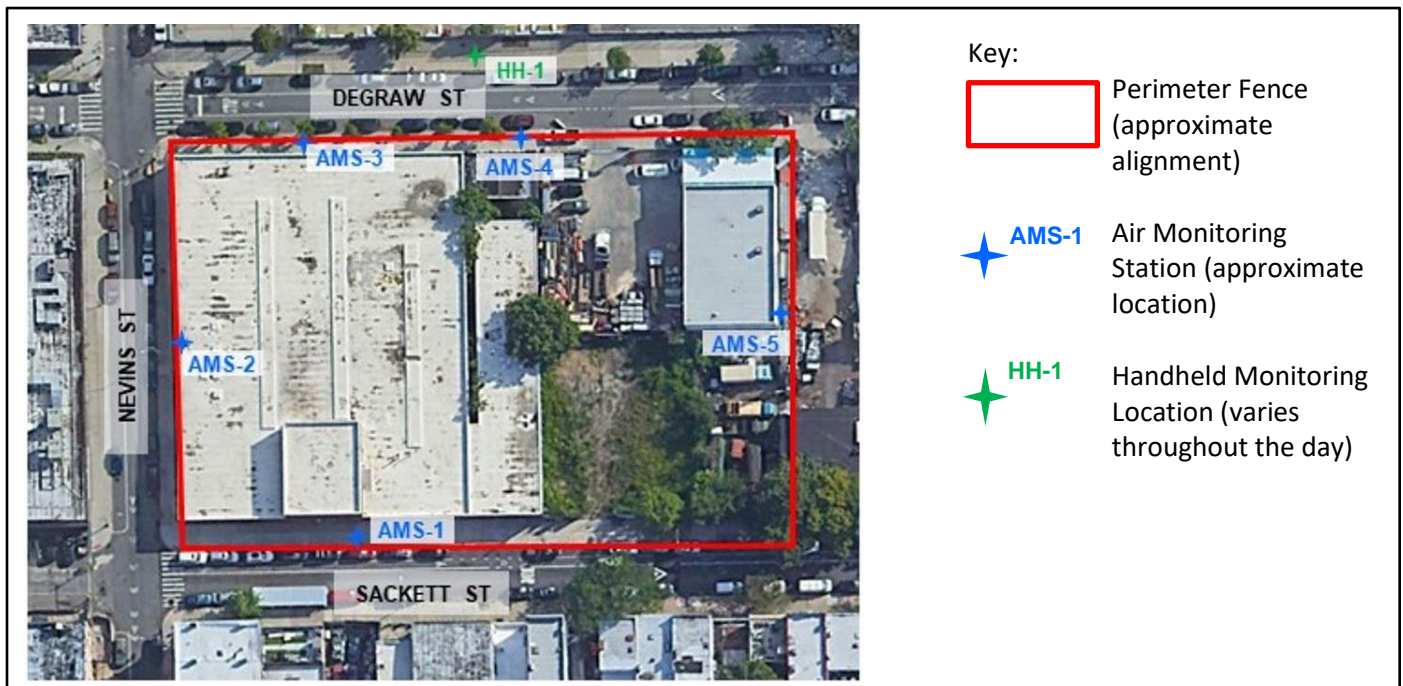 HH-1
DEGRAW ST
AMS-3
AMS-4
AMS-2
AMS-5
NEVINS ST
AMS-1
SACKETT ST
Key:
Perimeter Fence
(approximate
alignment)
AMS-1
Air Monitoring
Station (approximate
location)
HH-1
Handheld Monitoring
Location (varies
throughout the day)